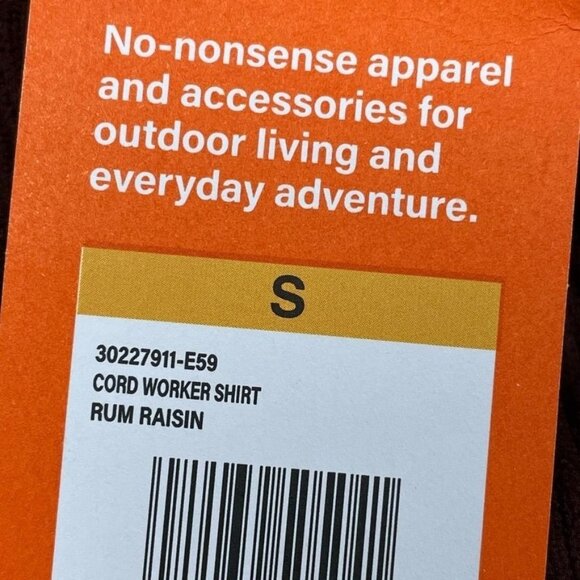 No-nonsense apparel
and accessories for
outdoor living and
everyday adventure.
S
30227911-E59
CORD WORKER SHIRT
RUM RAISIN